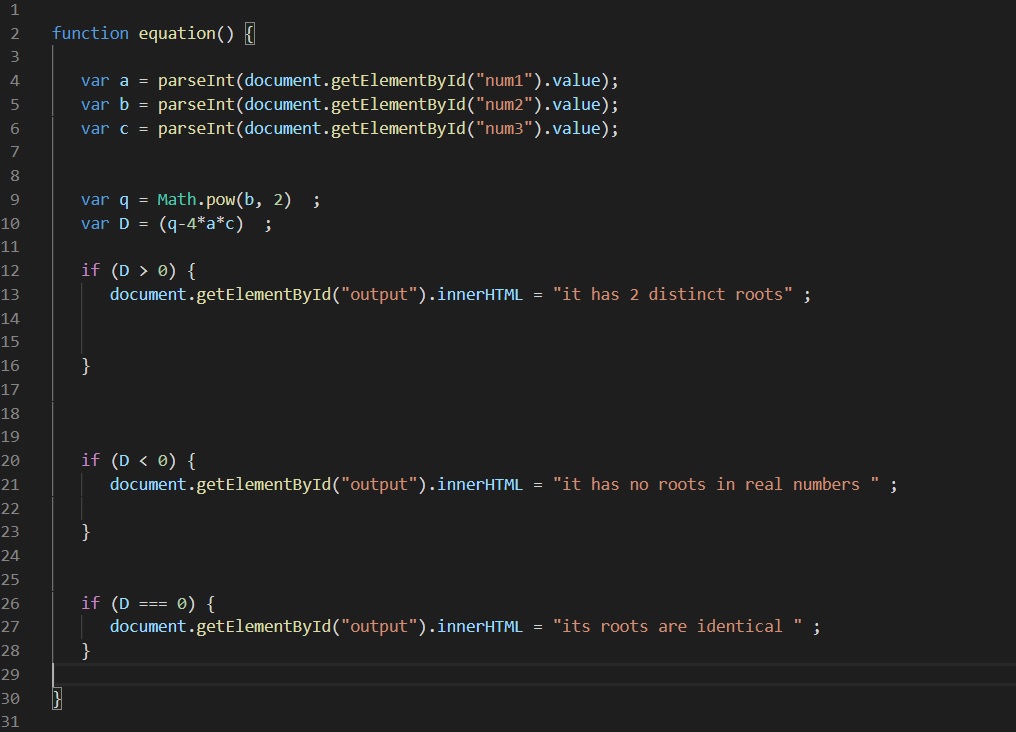 1
2 function equation() {
3
4 var a = parseInt(document.getElementById("num1").value);
5 var b = parseInt(document.getElementById("num2").value);
6 var c = parseInt(document.getElementById("num3").value);
7
8
9 var q = Math.pow(b, 2)  ;
10 var D = (q-4*a*c)  ;
11
12 if (D > 0) {
13 document.getElementById("output").innerHTML = "it has 2 distinct roots" ;
14
15
16 }
17
18
19
20 if (D < 0) {
21 document.getElementById("output").innerHTML = "it has no roots in real numbers " ;
22
23 }
24
25
26 if (D === 0) {
27 document.getElementById("output").innerHTML = "its roots are identical " ;
28 }
29
30 }
31